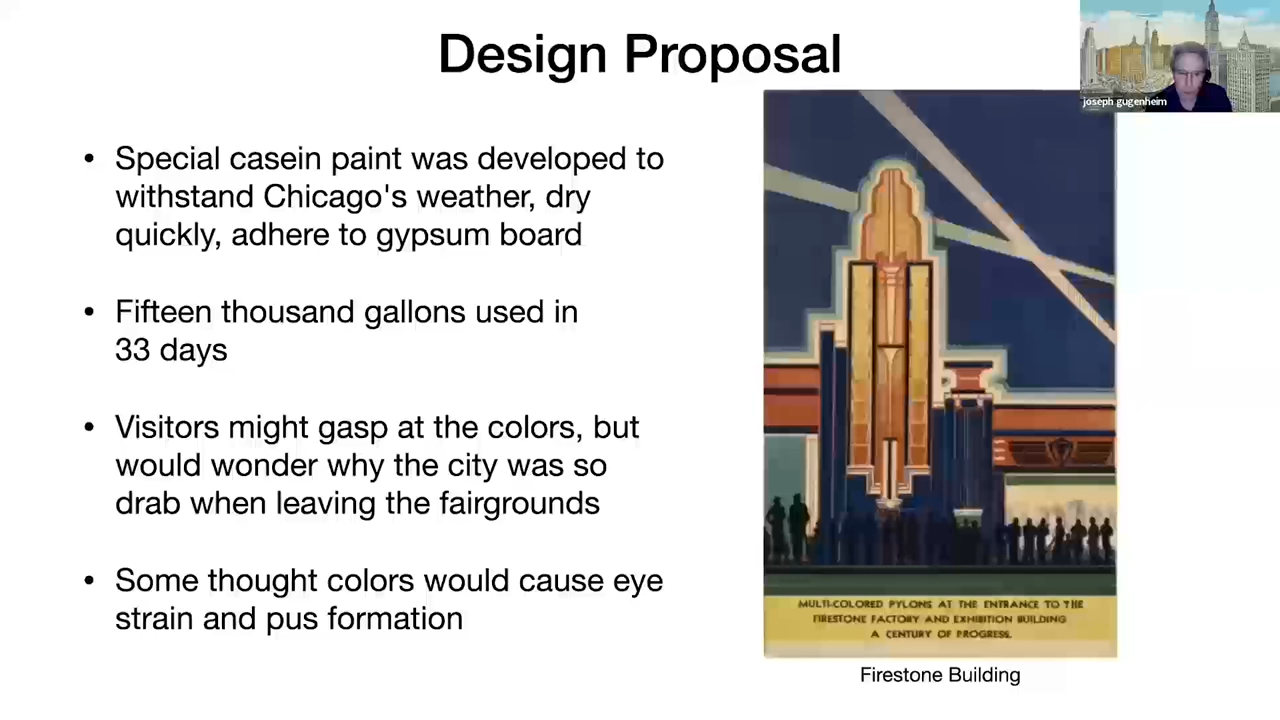 Design Proposal
joseph gugenheim
• Special casein paint was developed to
withstand Chicago's weather, dry
quickly, adhere to gypsum board
• Fifteen thousand gallons used in
33 days
• Visitors might gasp at the colors, but
would wonder why the city was so
drab when leaving the fairgrounds
• Some thought colors would cause eye
strain and pus formation
MULTI-COLORED PYLONS AT THE ENTRANCE TO THE
FIRESTONE FACTORY AND EXHIBITION BUILDING
A CENTURY OF PROGRESS.
Firestone Building